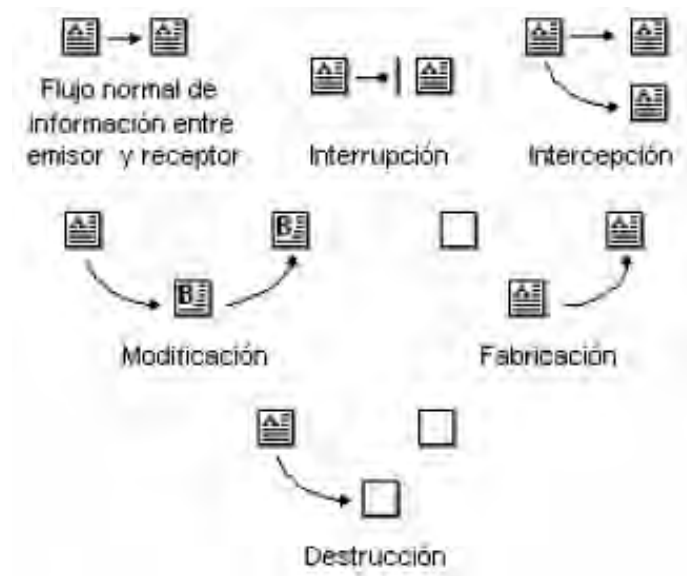 Flujo normal de
información entre
emisor y receptor
Interrupción
Intercepción
Modificación
Fabricación
Destrucción